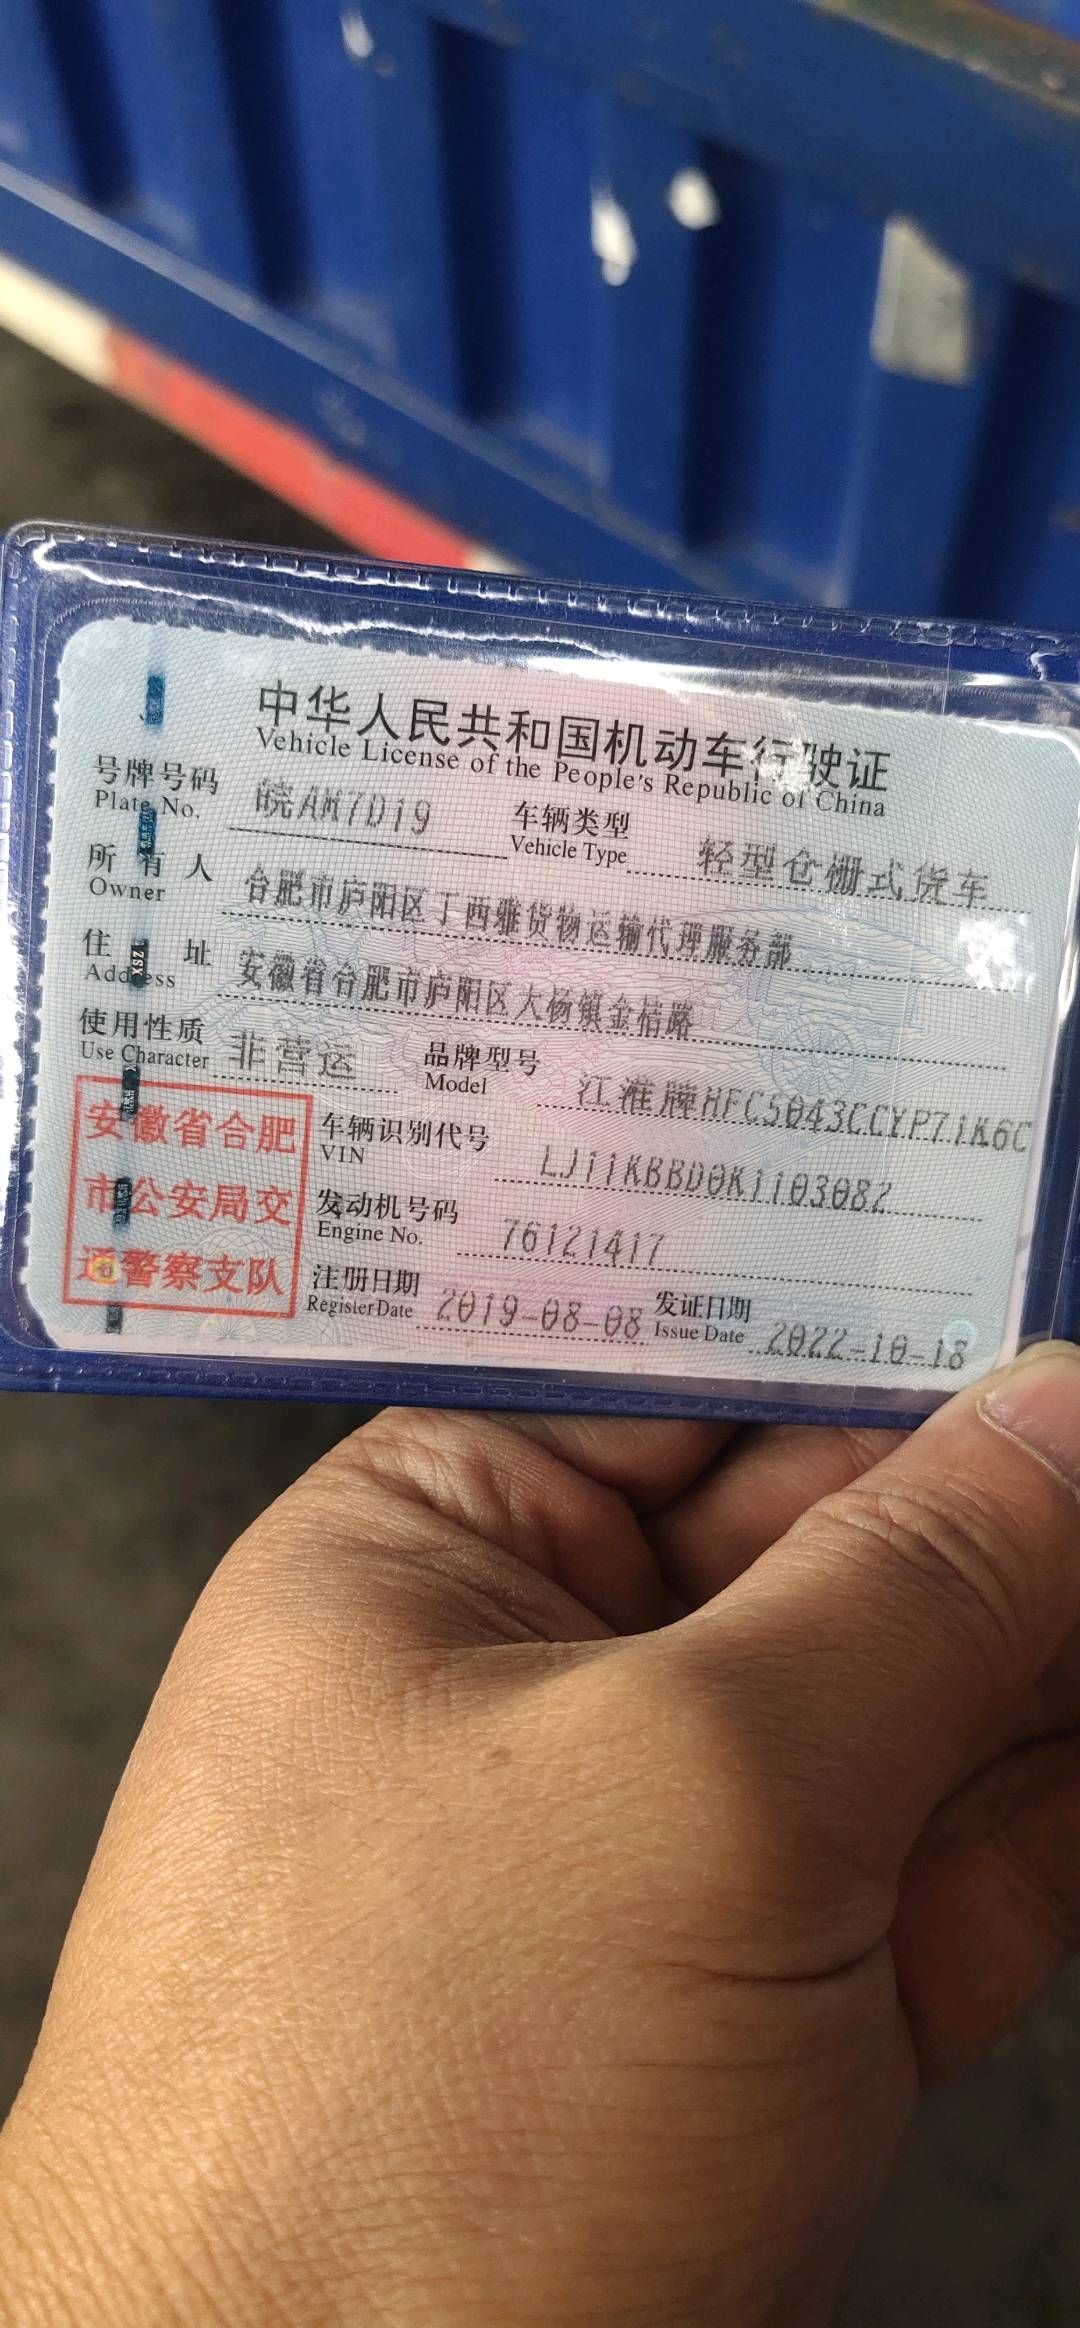 中华人民共和国机动车行驶证
Vehicle License of the People's Republic of China
号牌号码 皖AM7D19 车辆类型 轻型仓栅式货车
Plate No. Vehicle Type
所有人 合肥市庐阳区丁西雅货物运输代理服务部
Owner
住址 安徽省合肥市庐阳区大杨镇金桔路
Address
使用性质 非营运 品牌型号 江淮牌HFC5043CCYP71K6C
Use Character Model
安徽省合肥
市公安局交
通警察支队
车辆识别代号 LJ11KBBD0K1103082
VIN
发动机号码 76121417
Engine No.
注册日期 2019-08-08 发证日期 2022-10-18
Register Date Issue Date